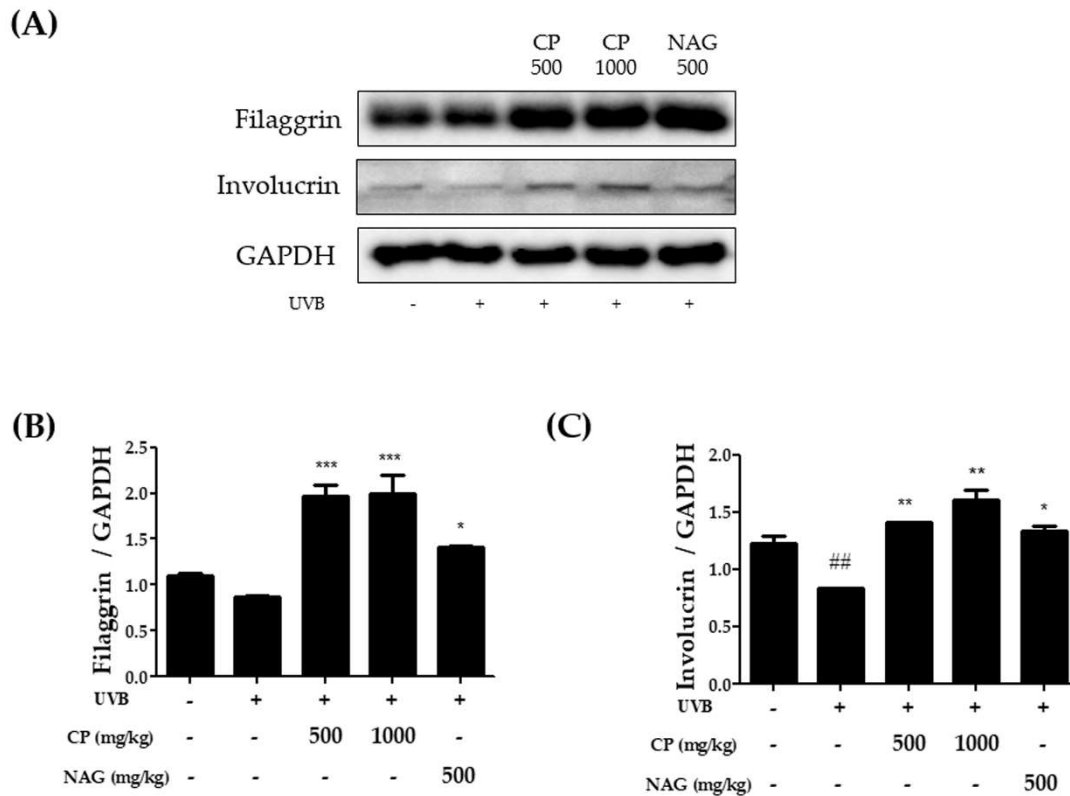 (A)
CP CP NAG
500 1000 500
Filaggrin
Involucrin
GAPDH
UVB - + + + +
(B)
Filaggrin / GAPDH
2.5
2.0
1.5
1.0
0.5
0.0
*** *** *
UVB - + + + +
CP (mg/kg) - - 500 1000 -
NAG (mg/kg) - - - - 500
(C)
Involucrin / GAPDH
2.0
1.5
1.0
0.5
0.0
## ** ** *
UVB - + + + +
CP (mg/kg) - - 500 1000 -
NAG (mg/kg) - - - - 500